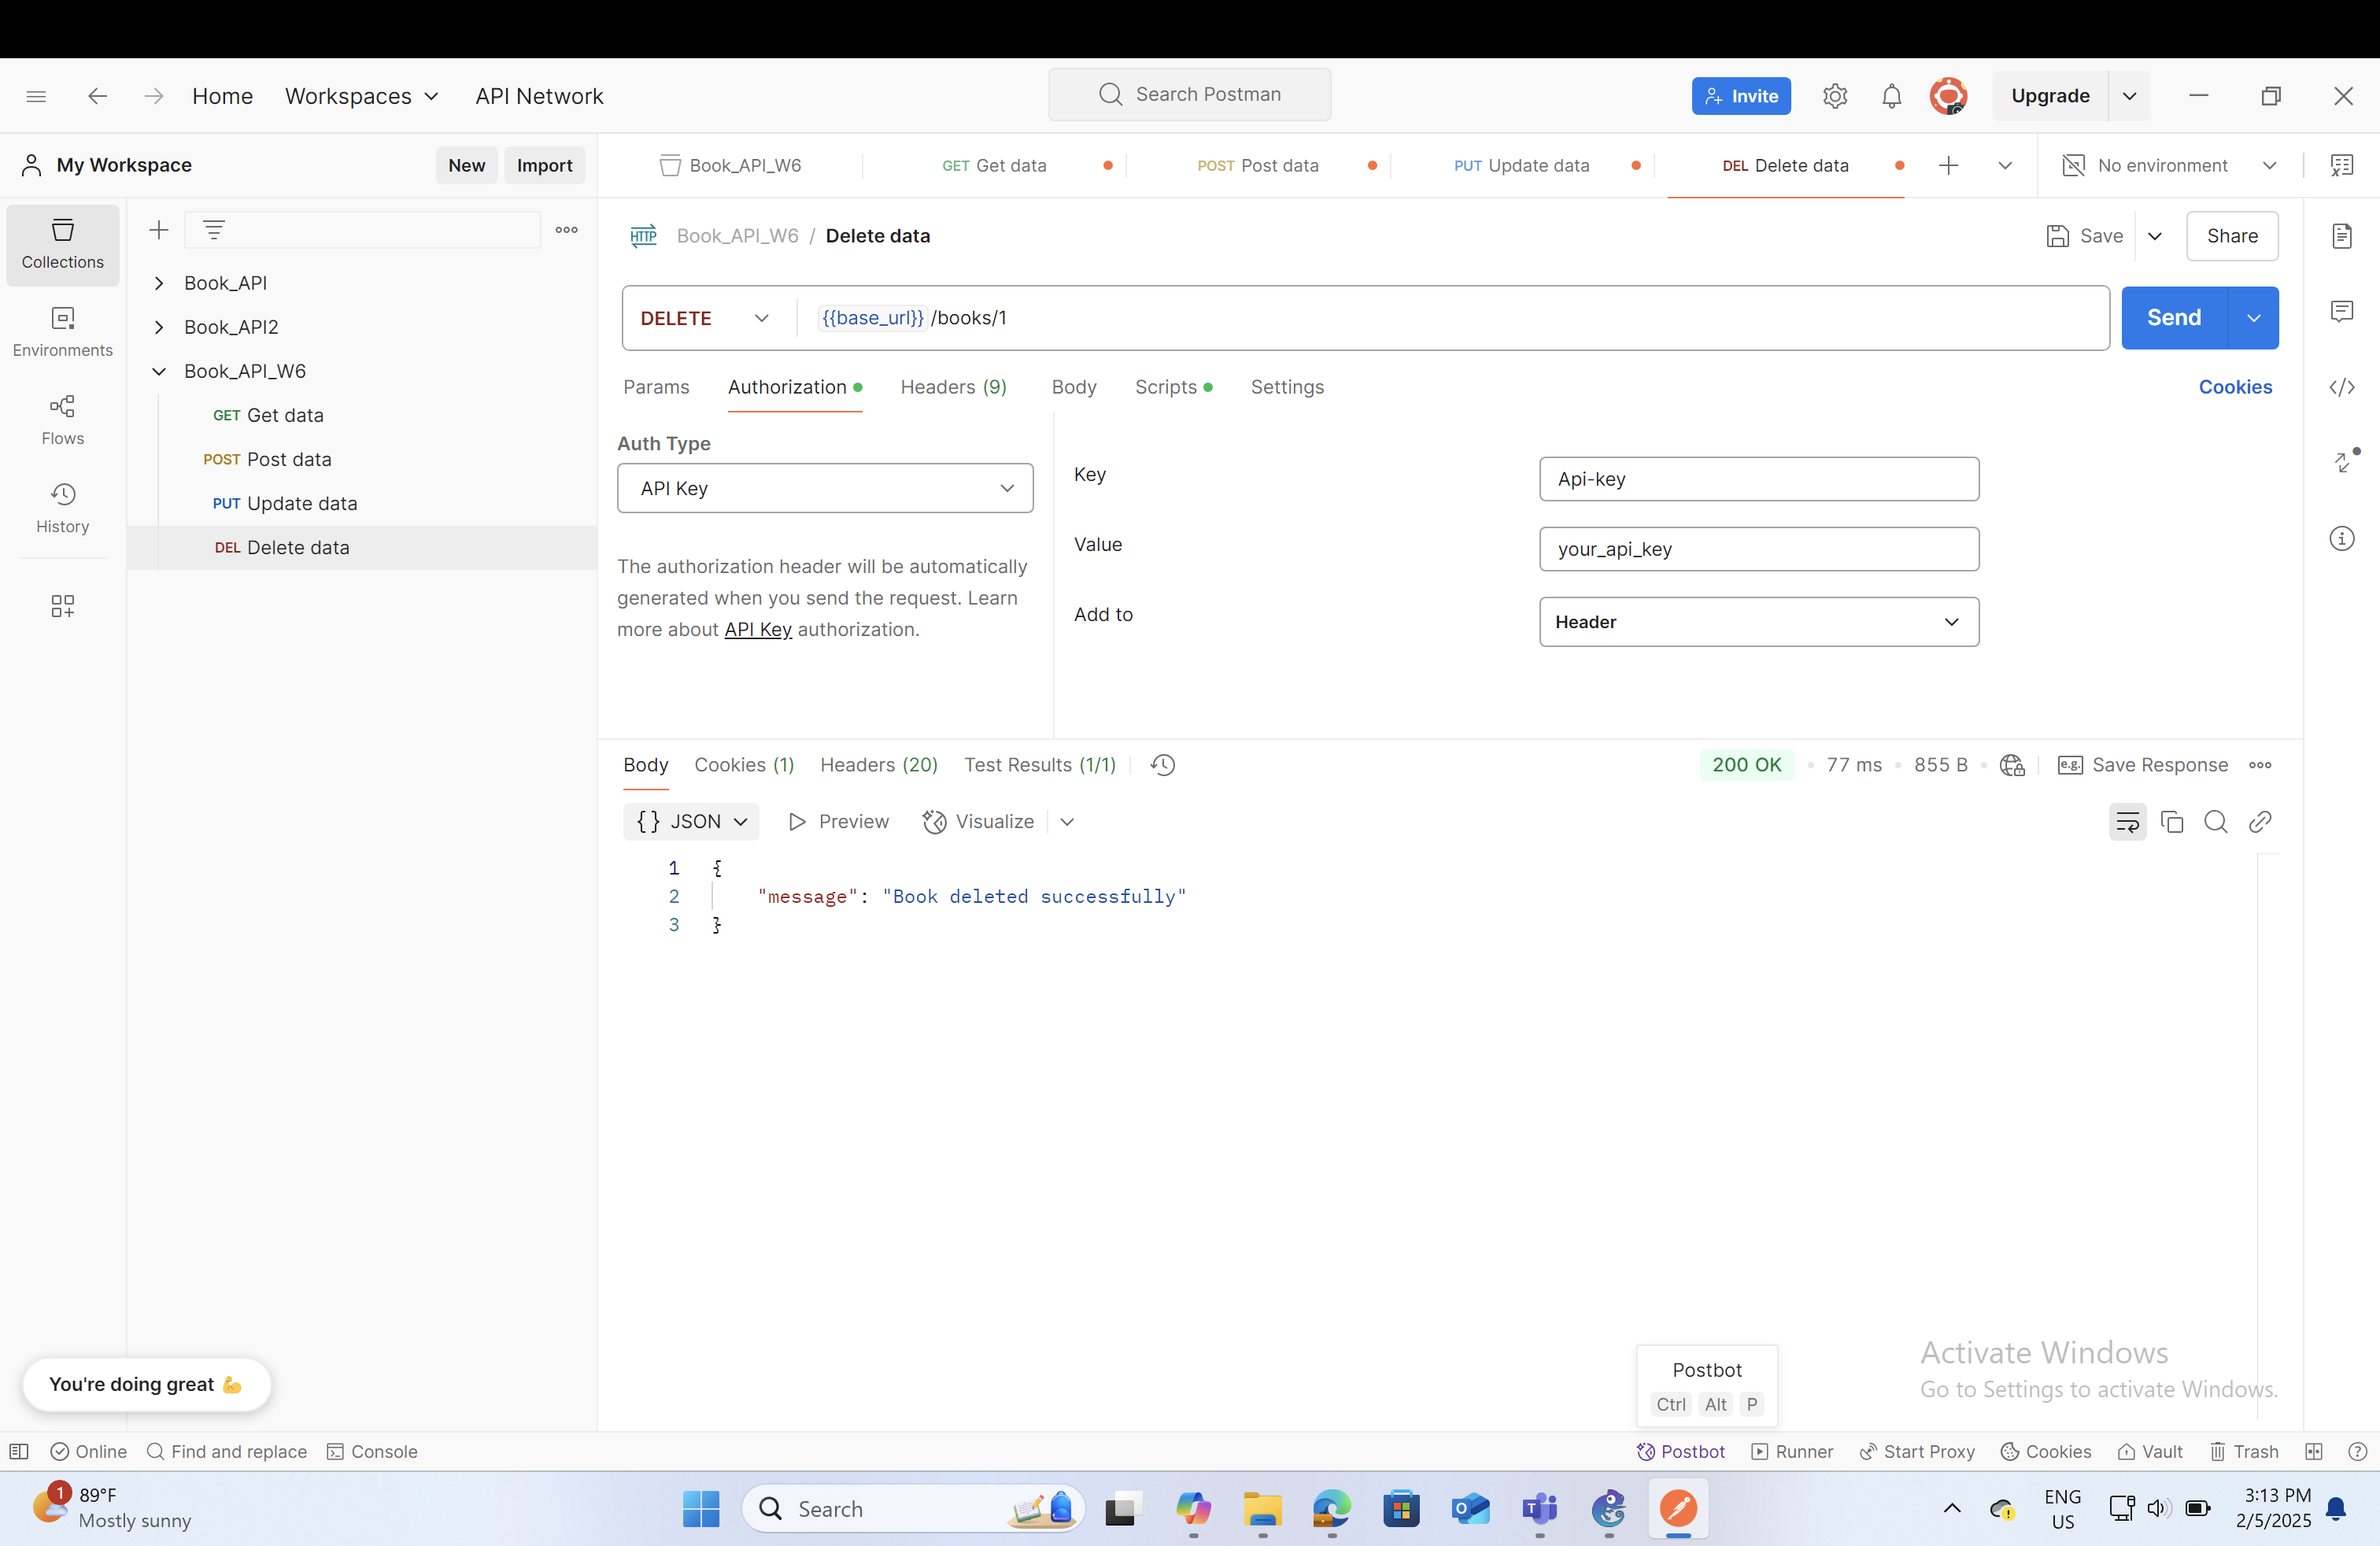 Home Workspaces API Network Search Postman Invite Upgrade
My Workspace New Import Book_API_W6 GET Get data POST Post data PUT Update data DEL Delete data No environment
Collections
Environments
Flows
History
Book_API
Book_API2
Book_API_W6
GET Get data
POST Post data
PUT Update data
DEL Delete data
HTTP Book_API_W6 / Delete data Save Share
DELETE {{base_url}}/books/1 Send
Params Authorization Headers (9) Body Scripts Settings Cookies
Auth Type
API Key
The authorization header will be automatically
generated when you send the request. Learn
more about API Key authorization.
Key Api-key
Value your_api_key
Add to Header
Body Cookies (1) Headers (20) Test Results (1/1) 200 OK 77 ms 855 B e.g. Save Response
{} JSON Preview Visualize
1 {
2 "message": "Book deleted successfully"
3 }
You're doing great 💪
Postbot
Ctrl Alt P
Activate Windows
Go to Settings to activate Windows.
Online Find and replace Console Postbot Runner Start Proxy Cookies Vault Trash
1
89°F
Mostly sunny
Search
ENG
US
3:13 PM
2/5/2025